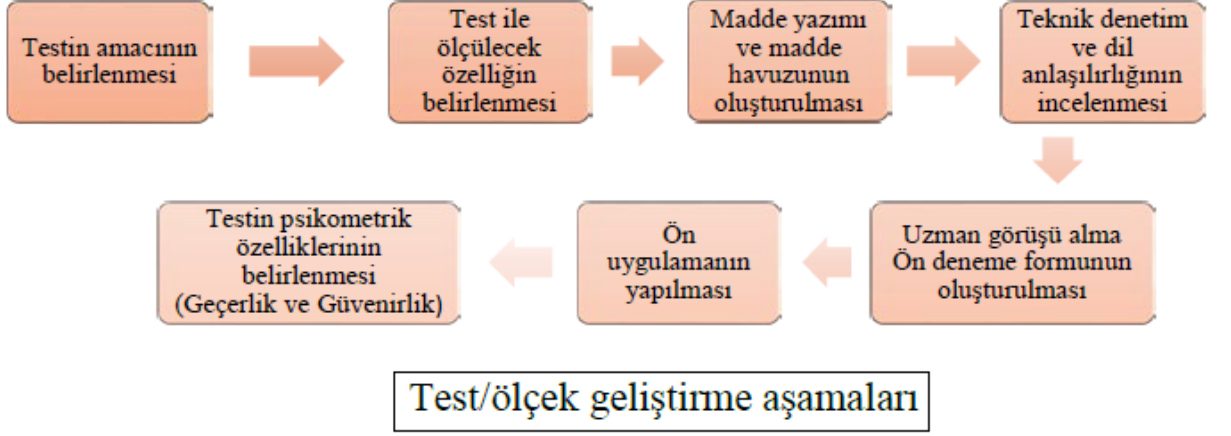 Testin amacının
belirlenmesi
Test ile
ölçülecek
özelliğin
belirlenmesi
Madde yazımı
ve madde
havuzunun
oluşturulması
Teknik denetim
ve dil
anlaşılırlığının
incelenmesi
Uzman görüşü alma
Ön deneme formunun
oluşturulması
Ön
uygulamanın
yapılması
Testin psikometrik
özelliklerinin
belirlenmesi
(Geçerlik ve Güvenirlik)
Test/ölçek geliştirme aşamaları